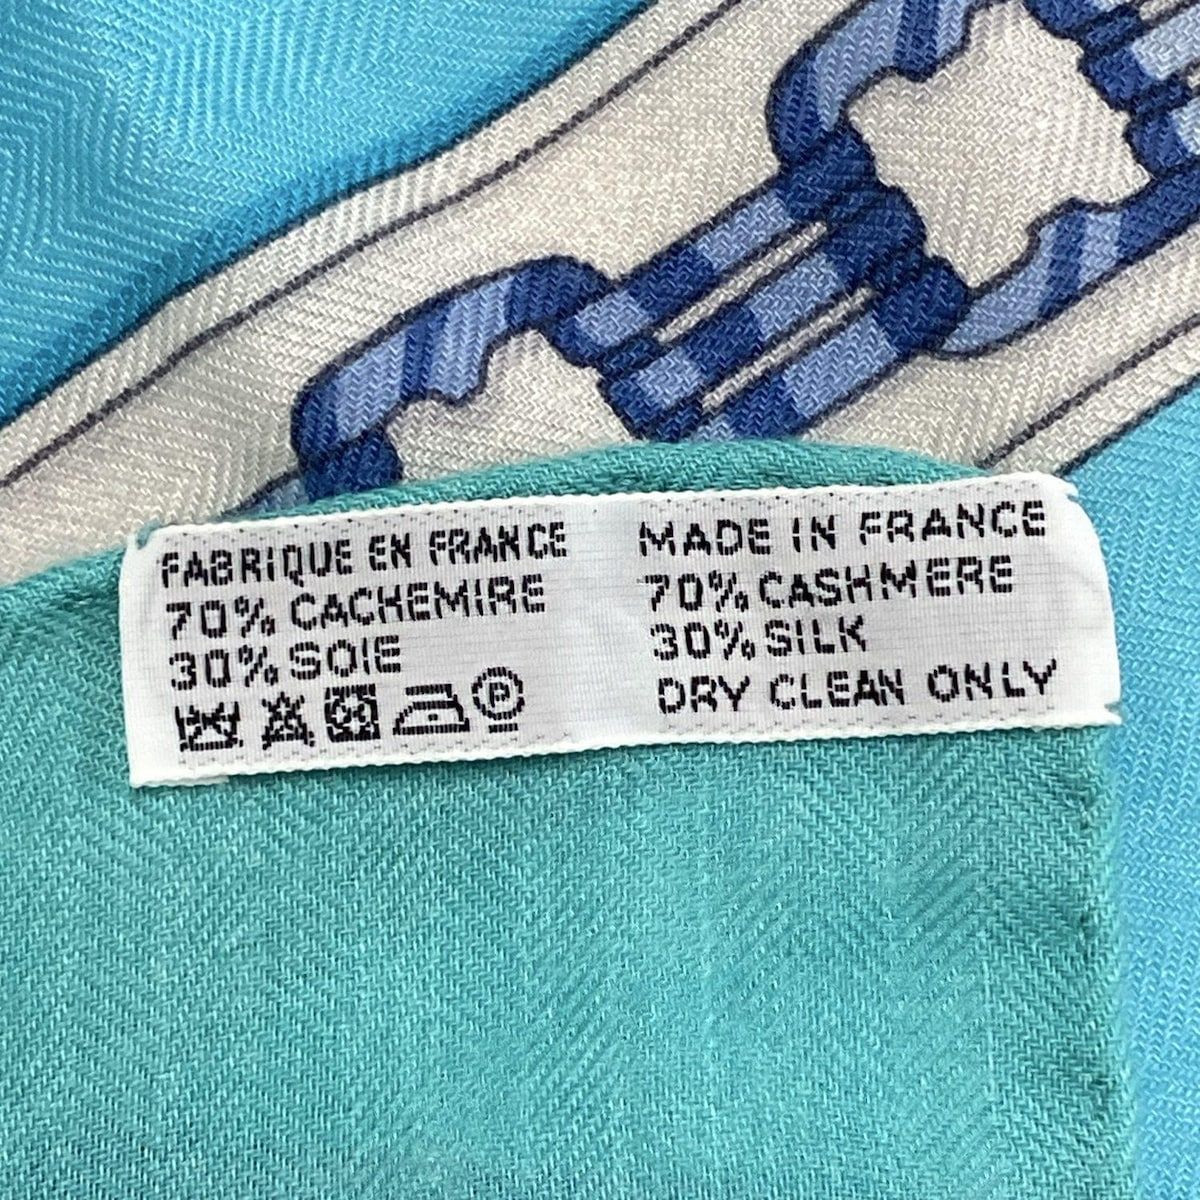 FABRIQUE EN FRANCE
70% CACHEMIRE
30% SOIE
P
MADE IN FRANCE
70% CASHMERE
30% SILK
DRY CLEAN ONLY